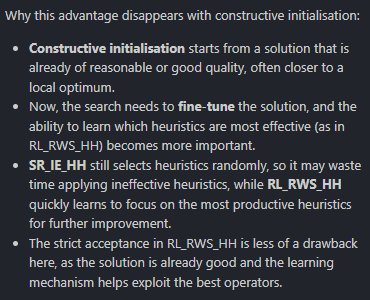 Why this advantage disappears with constructive initialisation:
• Constructive initialisation starts from a solution that is
already of reasonable or good quality, often closer to a
local optimum.
• Now, the search needs to fine-tune the solution, and the
ability to learn which heuristics are most effective (as in
RL_RWS_HH) becomes more important.
• SR_IE_HH still selects heuristics randomly, so it may waste
time applying ineffective heuristics, while RL_RWS_HH
quickly learns to focus on the most productive heuristics
for further improvement.
• The strict acceptance in RL_RWS_HH is less of a drawback
here, as the solution is already good and the learning
mechanism helps exploit the best operators.